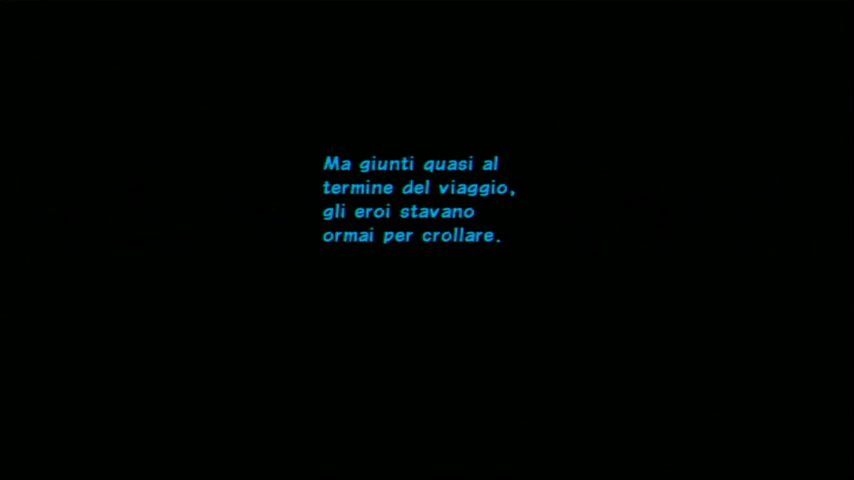 Ma giunti quasi al
termine del viaggio,
gli eroi stavano
ormai per crollare.